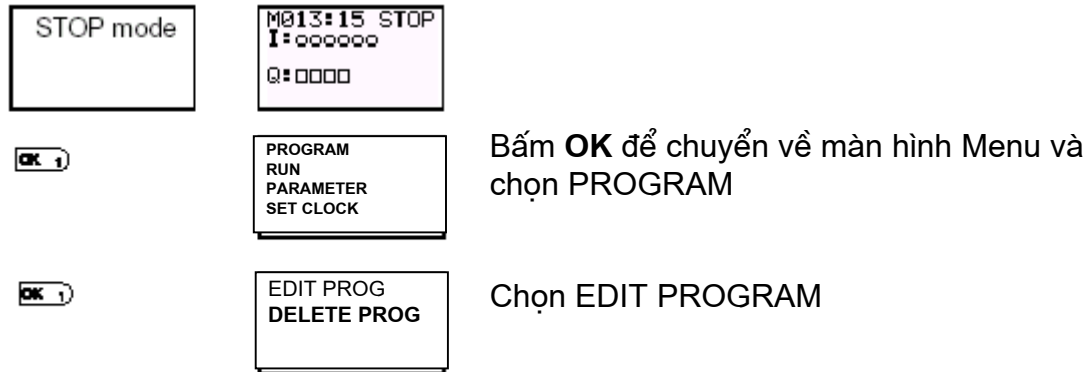 STOP mode
M013:15 STOP
I:oooooo
Q:□□□□
OK 1
PROGRAM
RUN
PARAMETER
SET CLOCK
Bấm OK để chuyển về màn hình Menu và
chọn PROGRAM
OK 1
EDIT PROG
DELETE PROG
Chọn EDIT PROGRAM